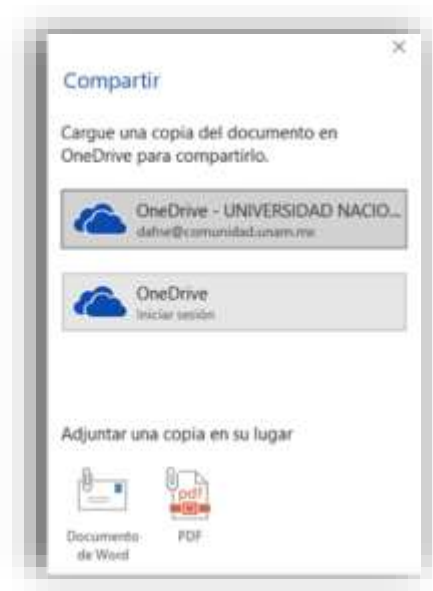 Compartir
Cargue una copia del documento en
OneDrive para compartirlo.
OneDrive - UNIVERSIDAD NACIO...
dafne@comunidad.unam.mx
OneDrive
Iniciar sesión
Adjuntar una copia en su lugar
pdf
Documento
de Word
PDF